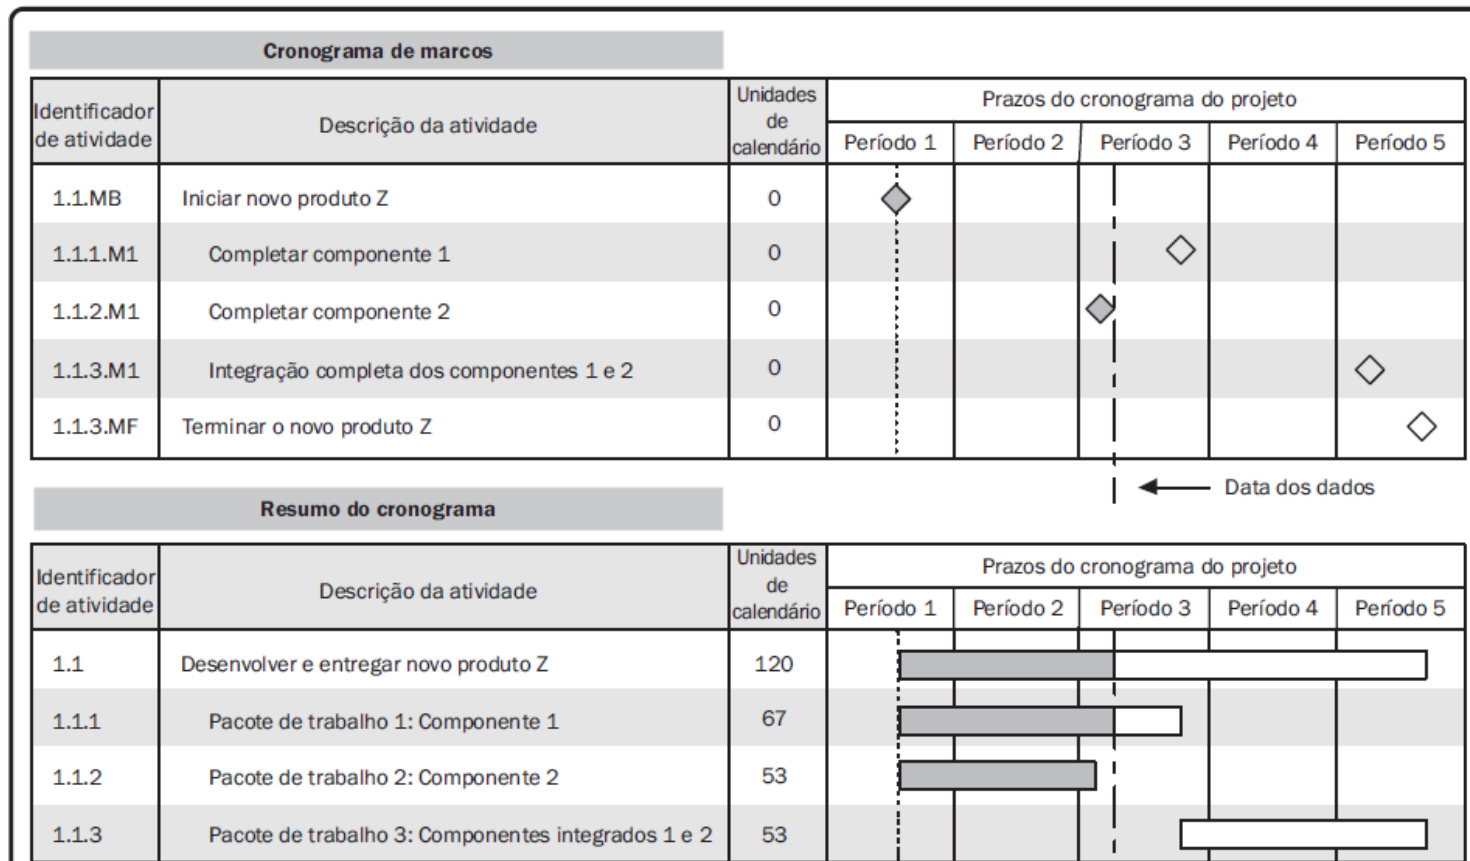 Cronograma de marcos
Identificador de atividade
Descrição da atividade
Unidades de calendário
Prazos do cronograma do projeto
Período 1 Período 2 Período 3 Período 4 Período 5
1.1.MB Iniciar novo produto Z 0
1.1.1.M1 Completar componente 1 0
1.1.2.M1 Completar componente 2 0
1.1.3.M1 Integração completa dos componentes 1 e 2 0
1.1.3.MF Terminar o novo produto Z 0
Data dos dados
Resumo do cronograma
Identificador de atividade
Descrição da atividade
Unidades de calendário
Prazos do cronograma do projeto
Período 1 Período 2 Período 3 Período 4 Período 5
1.1 Desenvolver e entregar novo produto Z 120
1.1.1 Pacote de trabalho 1: Componente 1 67
1.1.2 Pacote de trabalho 2: Componente 2 53
1.1.3 Pacote de trabalho 3: Componentes integrados 1 e 2 53